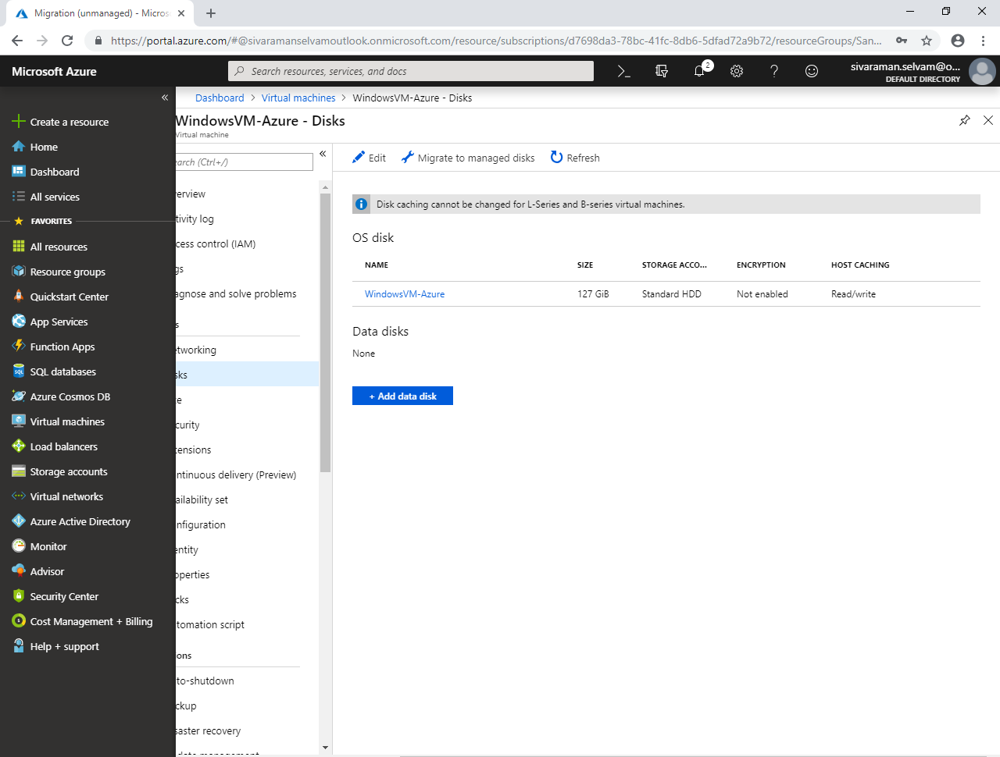 Migration (unmanaged) - Micros
https://portal.azure.com/#@sivaramanselvamoutlook.onmicrosoft.com/resource/subscriptions/d7698da3-78bc-41fc-8db6-5dfad72a9b72/resourceGroups/San...
Microsoft Azure
Search resources, services, and docs
2
sivaraman.selvam@o...
DEFAULT DIRECTORY
Dashboard > Virtual machines > WindowsVM-Azure - Disks
WindowsVM-Azure - Disks
Virtual machine
Create a resource
Home
Dashboard
All services
FAVORITES
All resources
Resource groups
Quickstart Center
App Services
Function Apps
SQL databases
Azure Cosmos DB
Virtual machines
Load balancers
Storage accounts
Virtual networks
Azure Active Directory
Monitor
Advisor
Security Center
Cost Management + Billing
Help + support
earch (Ctrl+/)
erview
tivity log
cess control (IAM)
gs
agnose and solve problems
s
etworking
sks
e
curity
tensions
ntinuous delivery (Preview)
ailability set
nfiguration
entity
operties
cks
tomation script
ions
to-shutdown
ckup
saster recovery
date management
Edit
Migrate to managed disks
Refresh
Disk caching cannot be changed for L-Series and B-series virtual machines.
OS disk
NAME SIZE STORAGE ACCO... ENCRYPTION HOST CACHING
WindowsVM-Azure 127 GiB Standard HDD Not enabled Read/write
Data disks
None
+ Add data disk